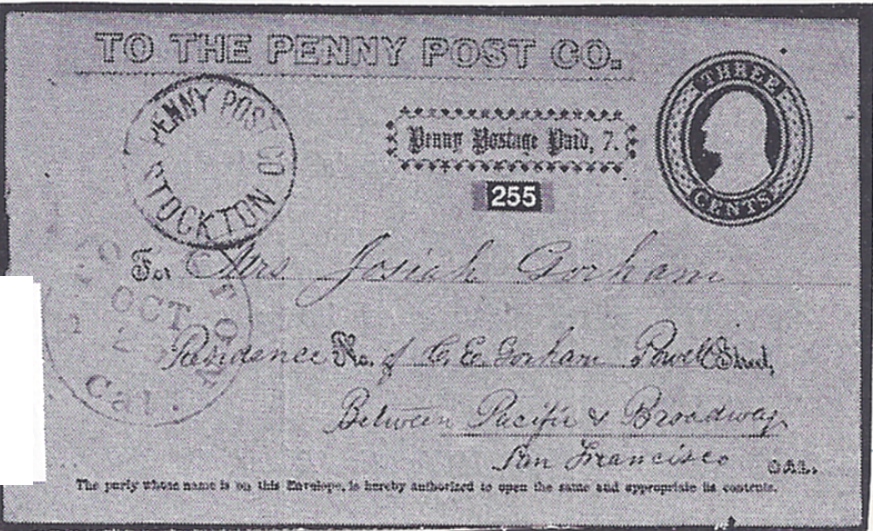 TO THE PENNY POST CO.
THREE
CENTS
PENNY POST CO
STOCKTON
Penny Postage Paid, 7.
255
For Mrs Josiah Gorham
OCT
Cal.
Residence No. of C. E. Gorham Powell Street,
Between Pacific & Broadway
San Francisco CAL.
The party whose name is on this Envelope, is hereby authorized to open the same and appropriate its contents.